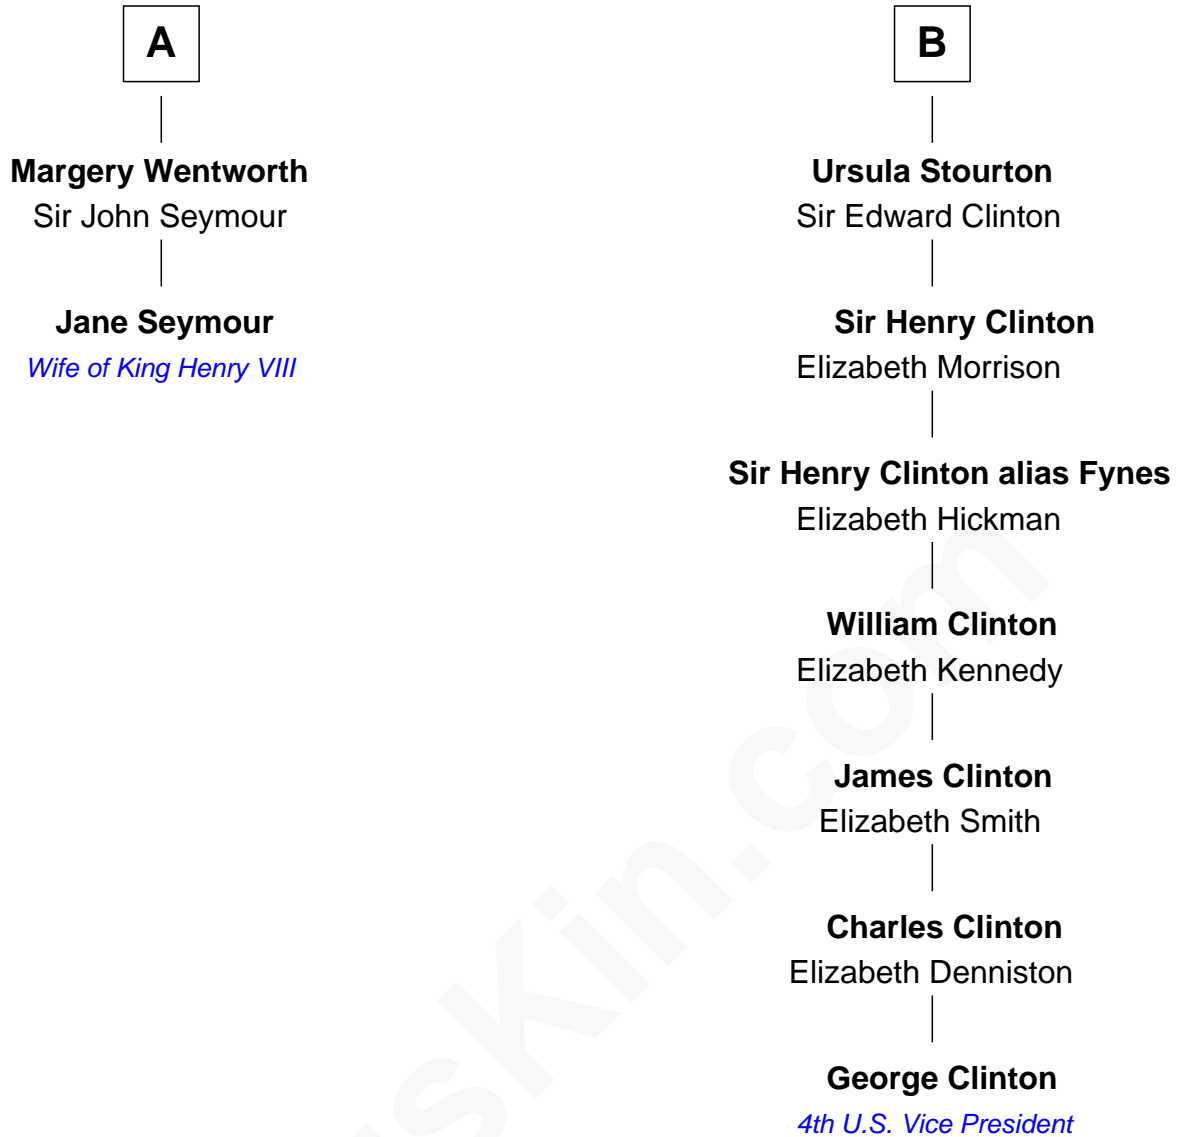 A
Margery Wentworth
Sir John Seymour
Jane Seymour
Wife of King Henry VIII
B
Ursula Stourton
Sir Edward Clinton
Sir Henry Clinton
Elizabeth Morrison
Sir Henry Clinton alias Fynes
Elizabeth Hickman
William Clinton
Elizabeth Kennedy
James Clinton
Elizabeth Smith
Charles Clinton
Elizabeth Denniston
George Clinton
4th U.S. Vice President
usKin.com